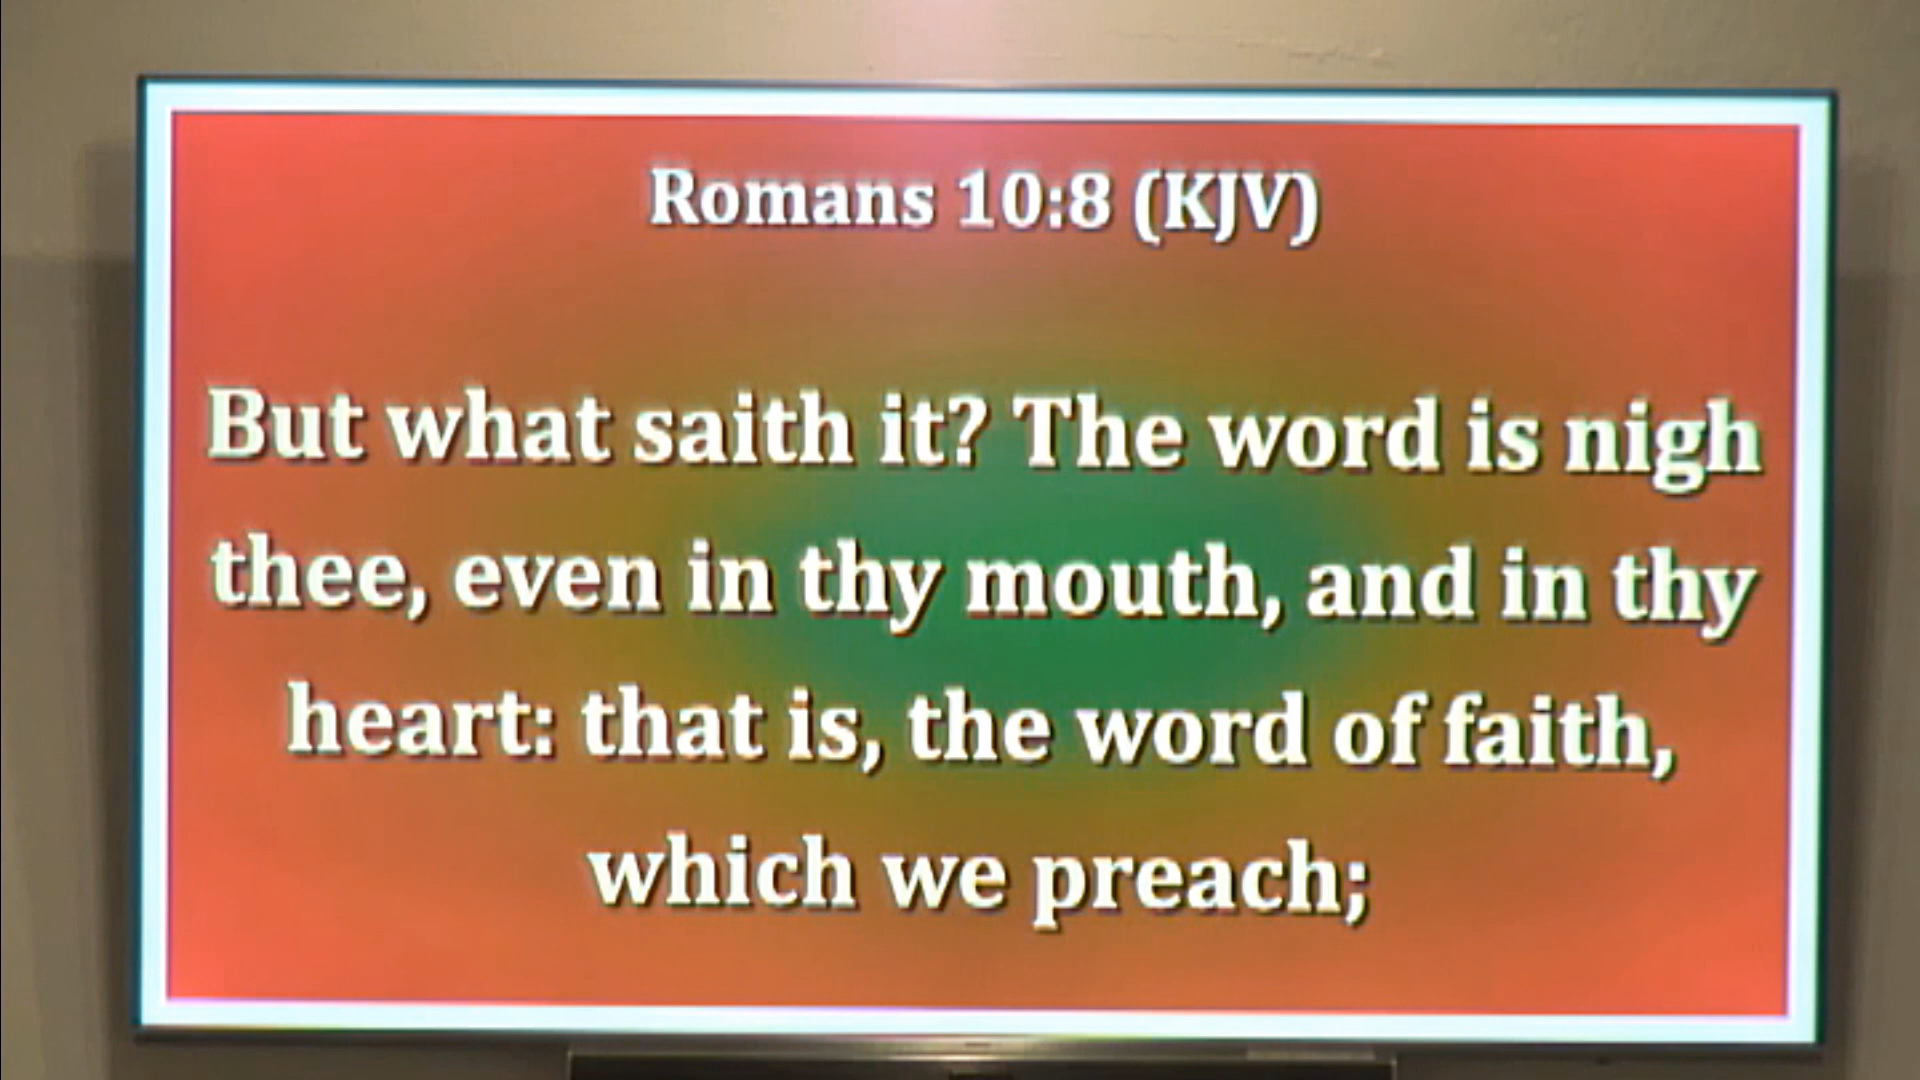 Romans 10:8 (KJV)
But what saith it? The word is nigh
thee, even in thy mouth, and in thy
heart: that is, the word of faith,
which we preach;